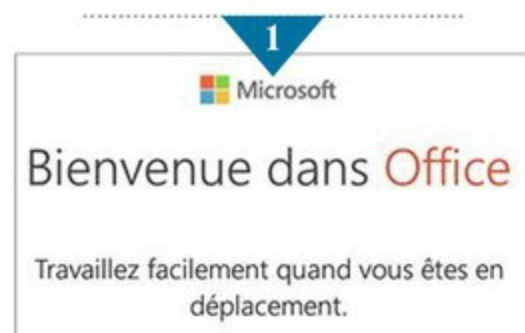 1
Microsoft
Bienvenue dans Office
Travaillez facilement quand vous êtes en
déplacement.